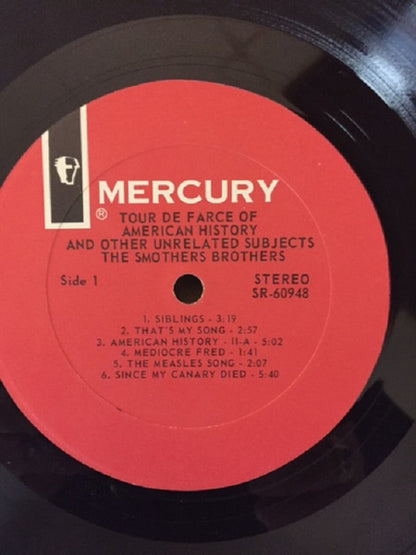 MERCURY
®
TOUR DE FARCE OF
AMERICAN HISTORY
AND OTHER UNRELATED SUBJECTS
THE SMOTHERS BROTHERS
Side 1 STEREO
SR-60948
1. SIBLINGS - 3:19
2. THAT'S MY SONG - 2:57
3. AMERICAN HISTORY - II-A - 5:02
4. MEDIOCRE FRED - 1:41
5. THE MEASLES SONG - 2:07
6. SINCE MY CANARY DIED - 5:40